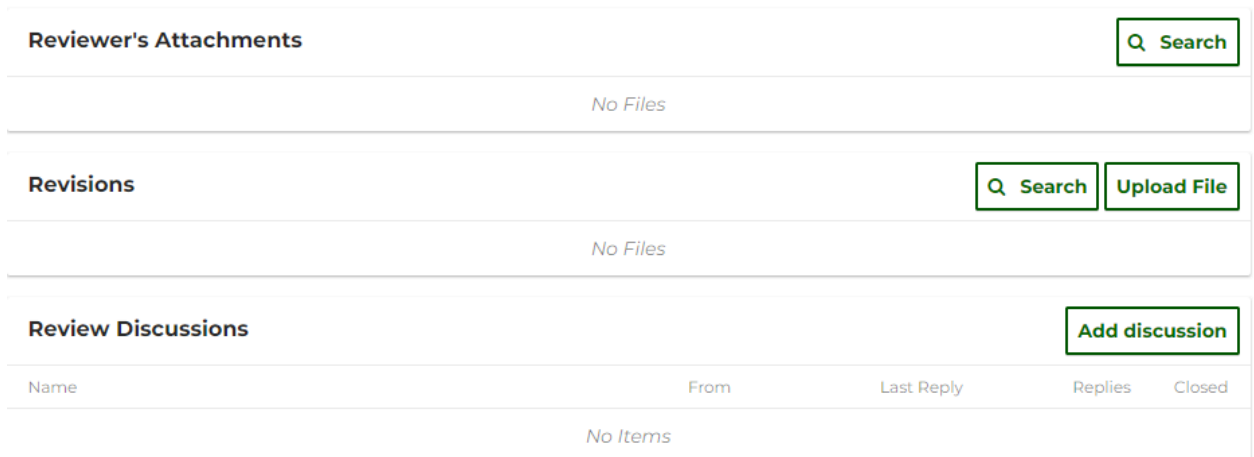 Reviewer's Attachments
Search
No Files
Revisions
Search
Upload File
No Files
Review Discussions
Add discussion
Name From Last Reply Replies Closed
No Items